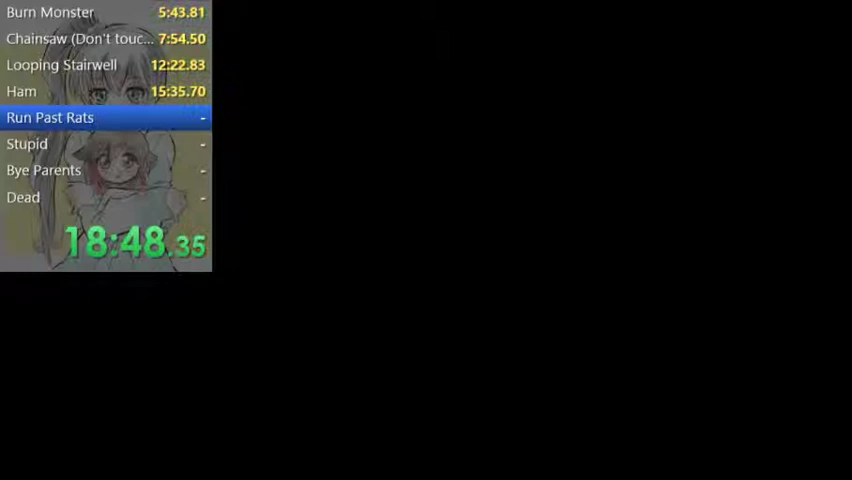 Burn Monster 5:43.81
Chainsaw (Don't touc... 7:54.50
Looping Stairwell 12:22.83
Ham 15:35.70
Run Past Rats -
Stupid -
Bye Parents -
Dead -
18:48.35